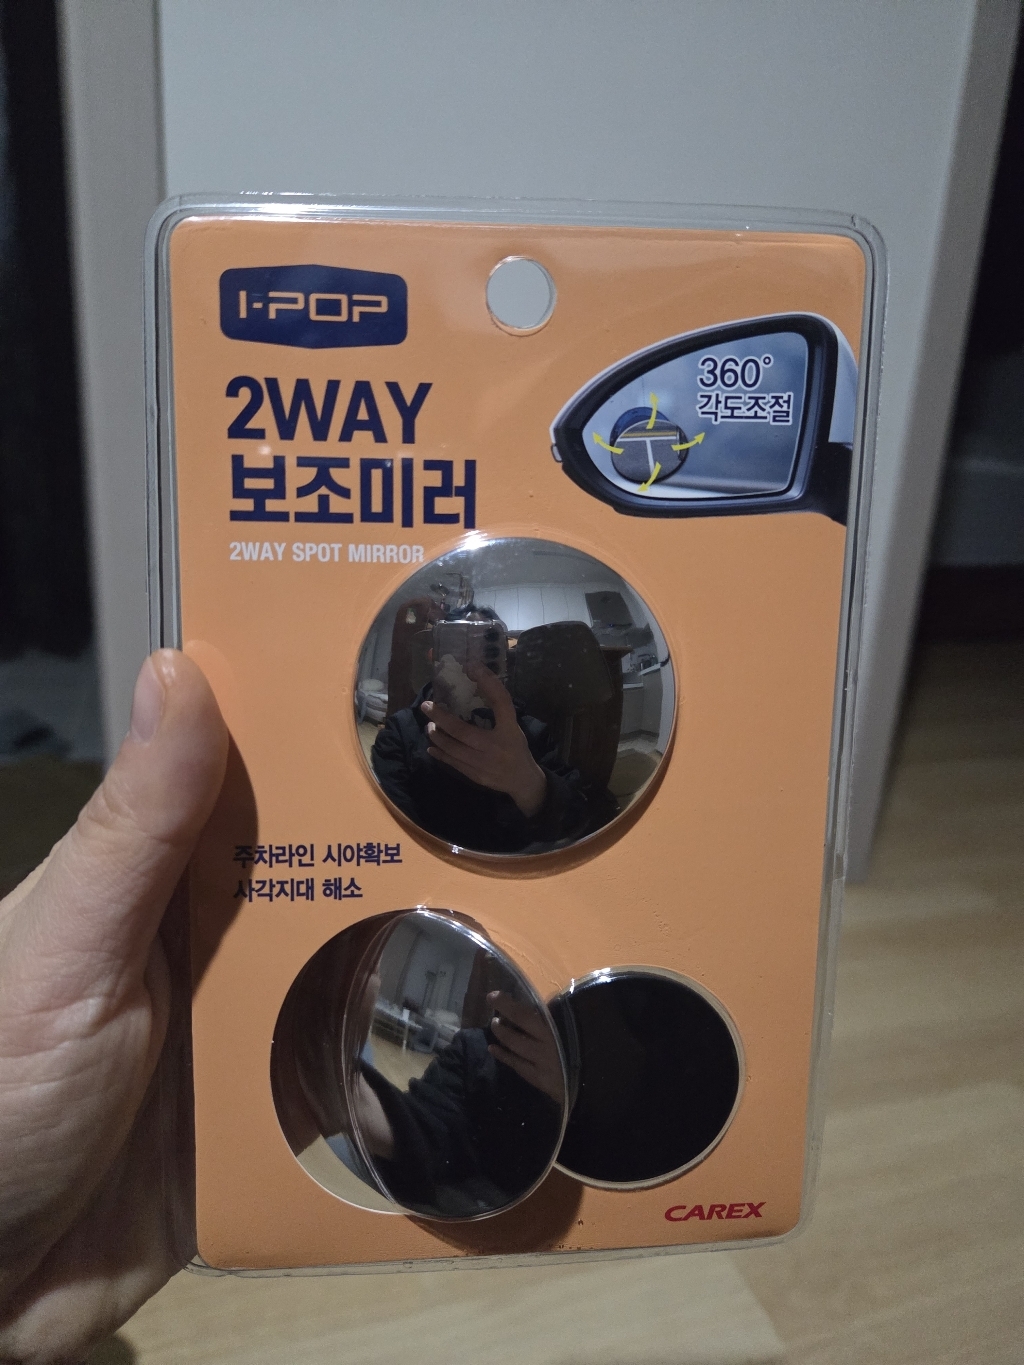 I-POP
2WAY
보조미러
2WAY SPOT MIRROR
360°
각도조절
주차라인 시야확보
사각지대 해소
CAREX